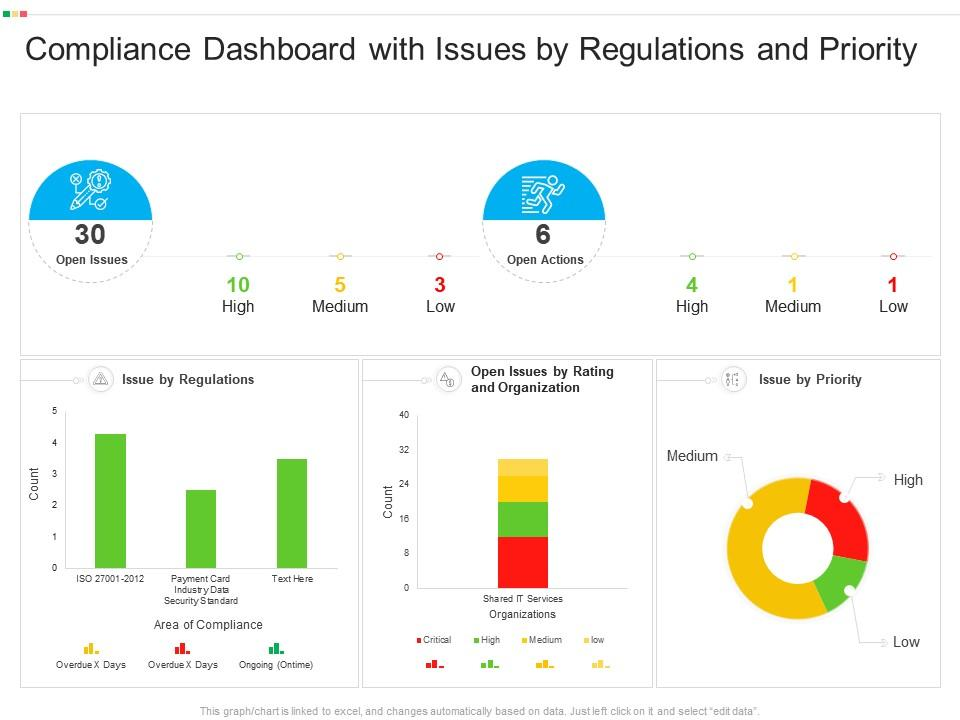 Compliance Dashboard with Issues by Regulations and Priority
30
Open Issues
10
High
5
Medium
3
Low
6
Open Actions
4
High
1
Medium
1
Low
Issue by Regulations
5
4
3
2
1
0
Count
ISO 27001-2012
Payment Card
Industry Data
Security Standard
Text Here
Area of Compliance
Overdue X Days
Overdue X Days
Ongoing (Ontime)
Open Issues by Rating
and Organization
40
32
24
16
8
0
Count
Shared IT Services
Organizations
Critical
High
Medium
low
Issue by Priority
Medium
High
Low
This graph/chart is linked to excel, and changes automatically based on data. Just left click on it and select “edit data”.